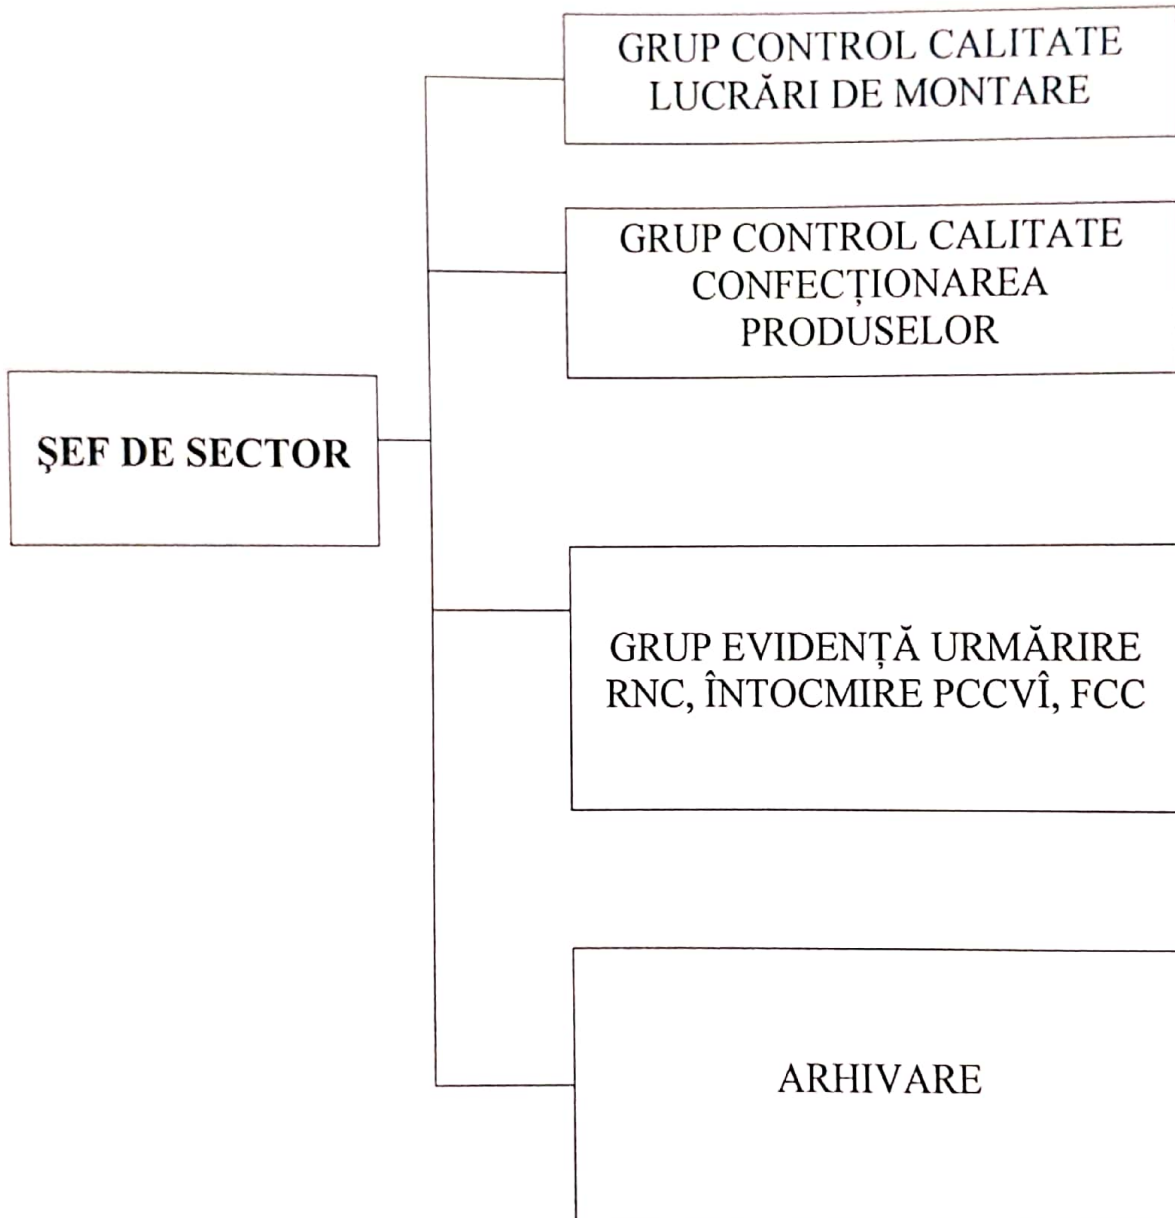 GRUP CONTROL CALITATE
LUCRĂRI DE MONTARE
GRUP CONTROL CALITATE
CONFECȚIONAREA
PRODUSELOR
ŞEF DE SECTOR
GRUP EVIDENȚĂ URMĂRIRE
RNC, ÎNTOCMIRE PCCVÎ, FCC
ARHIVARE